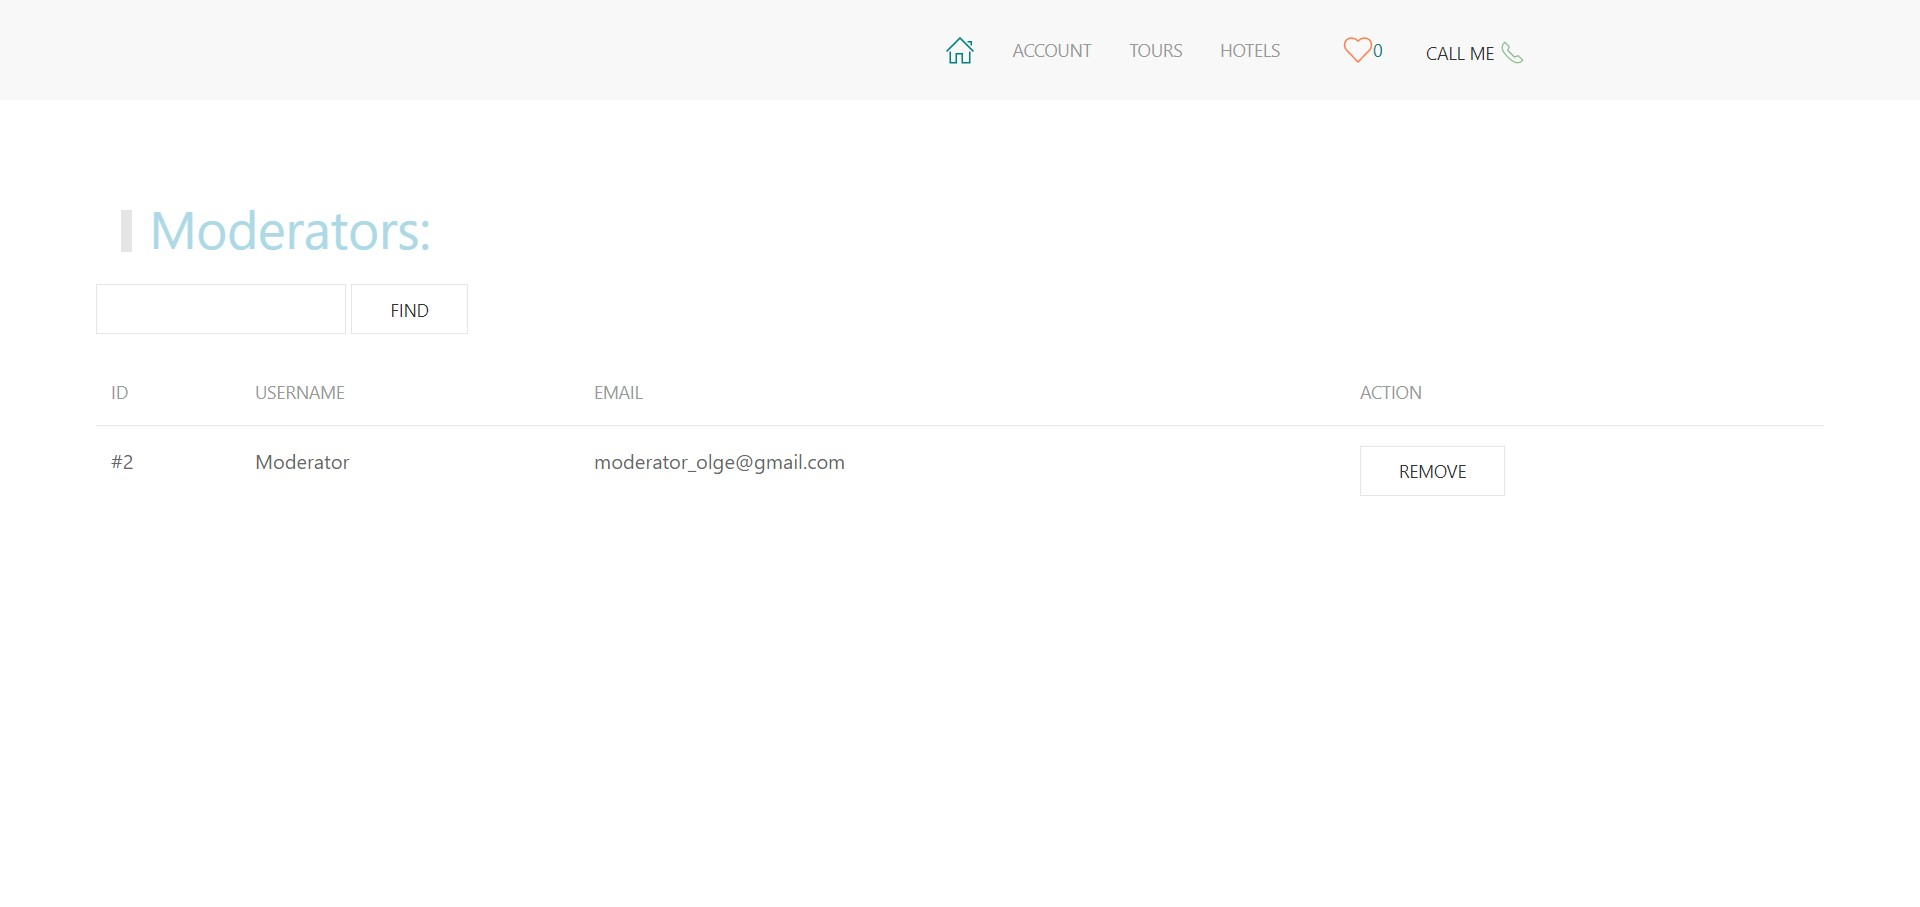 ACCOUNT TOURS HOTELS 0 CALL ME
Moderators:
FIND
ID USERNAME EMAIL ACTION
#2 Moderator moderator_olge@gmail.com REMOVE